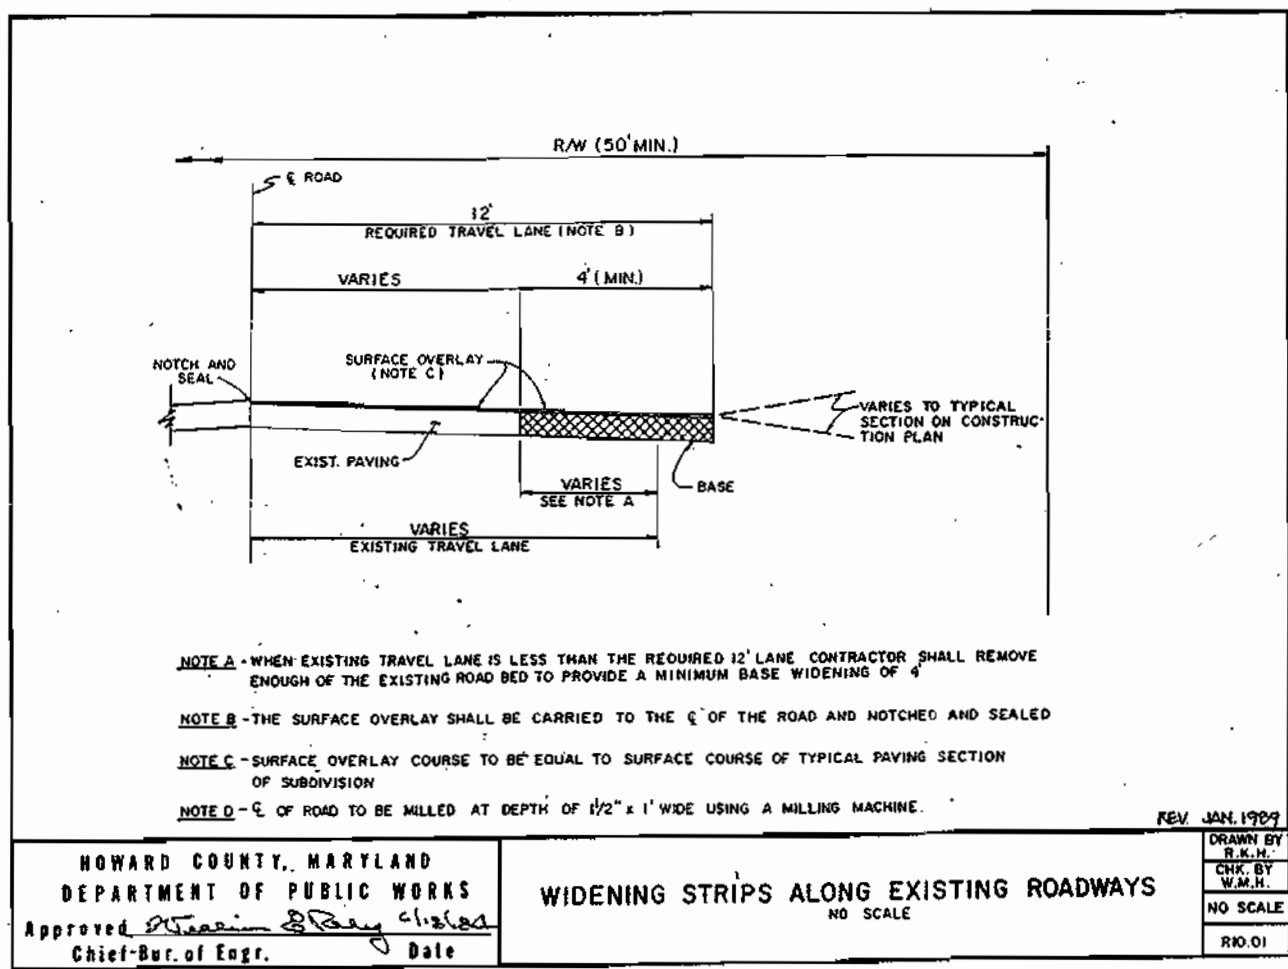 R/W (50' MIN.)
℄ ROAD
12'
REQUIRED TRAVEL LANE (NOTE B)
VARIES
4' (MIN.)
NOTCH AND
SEAL
SURFACE OVERLAY
(NOTE C)
VARIES TO TYPICAL
SECTION ON CONSTRUC-
TION PLAN
EXIST. PAVING
VARIES
SEE NOTE A
BASE
VARIES
EXISTING TRAVEL LANE
NOTE A - WHEN EXISTING TRAVEL LANE IS LESS THAN THE REQUIRED 12' LANE CONTRACTOR SHALL REMOVE
ENOUGH OF THE EXISTING ROAD BED TO PROVIDE A MINIMUM BASE WIDENING OF 4'
NOTE B - THE SURFACE OVERLAY SHALL BE CARRIED TO THE ℄ OF THE ROAD AND NOTCHED AND SEALED
NOTE C - SURFACE OVERLAY COURSE TO BE EQUAL TO SURFACE COURSE OF TYPICAL PAVING SECTION
OF SUBDIVISION
NOTE D - ℄ OF ROAD TO BE MILLED AT DEPTH OF 1 1/2" x 1' WIDE USING A MILLING MACHINE.
REV. JAN. 1989
HOWARD COUNTY, MARYLAND
DEPARTMENT OF PUBLIC WORKS
Approved
Chief-Bur. of Engr. Date
WIDENING STRIPS ALONG EXISTING ROADWAYS
NO SCALE
DRAWN BY
R.K.H.
CHK. BY
W.M.H.
NO SCALE
R10.01